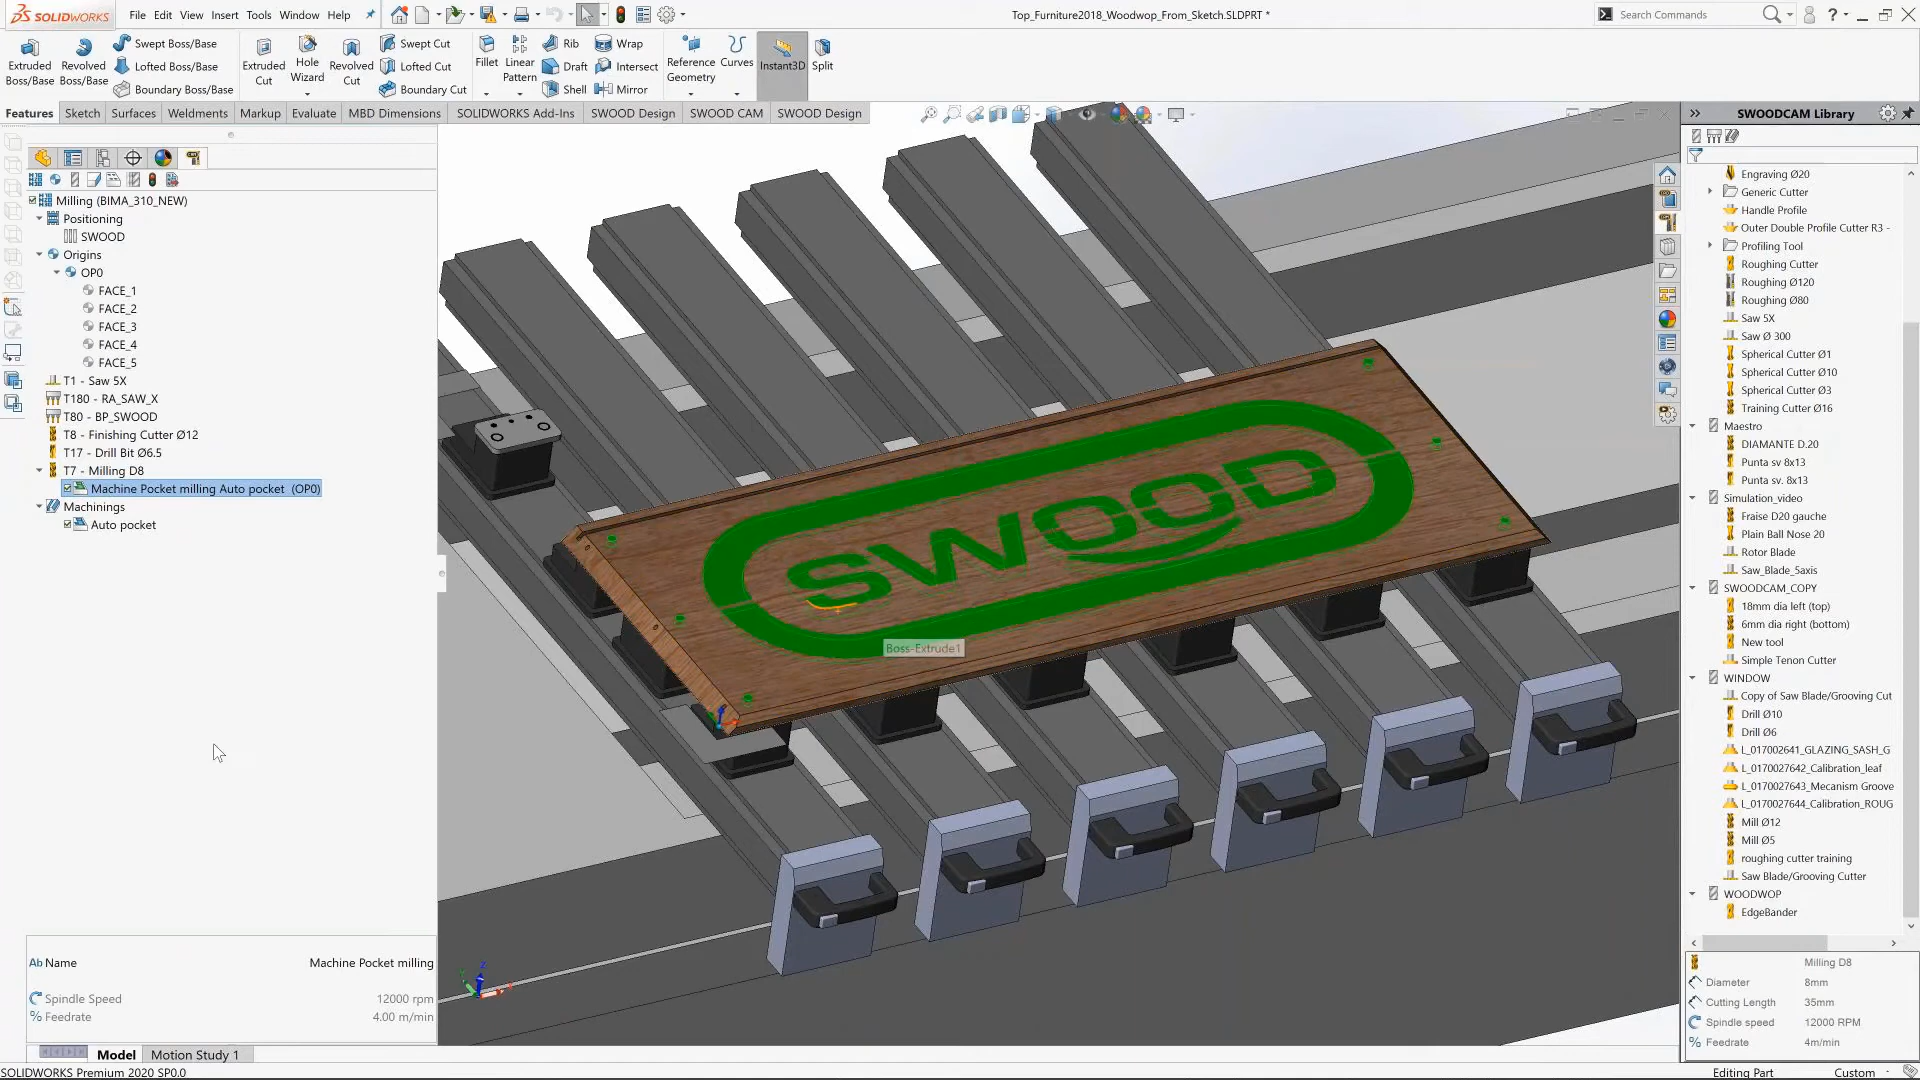 SOLIDWORKS
File Edit View Insert Tools Window Help
Top_Furniture2018_Woodwop_From_Sketch.SLDPRT *
Search Commands
?
Extruded Boss/Base
Revolved Boss/Base
Swept Boss/Base
Lofted Boss/Base
Boundary Boss/Base
Extruded Cut
Hole Wizard
Revolved Cut
Swept Cut
Lofted Cut
Boundary Cut
Fillet
Linear Pattern
Rib
Draft
Shell
Wrap
Intersect
Mirror
Reference Geometry
Curves
Instant3D
Split
Features Sketch Surfaces Weldments Markup Evaluate MBD Dimensions SOLIDWORKS Add-Ins SWOOD Design SWOOD CAM SWOOD Design
Milling (BIMA_310_NEW)
Positioning
SWOOD
Origins
OP0
FACE_1
FACE_2
FACE_3
FACE_4
FACE_5
T1 - Saw 5X
T180 - RA_SAW_X
T80 - BP_SWOOD
T8 - Finishing Cutter Ø12
T17 - Drill Bit Ø6.5
T7 - Milling D8
Machine Pocket milling Auto pocket (OP0)
Machinings
Auto pocket
SWOOD
Boss-Extrude1
Ab Name Machine Pocket milling
Spindle Speed 12000 rpm
% Feedrate 4.00 m/min
Model Motion Study 1
SOLIDWORKS Premium 2020 SP0.0
Editing Part Custom
SWOODCAM Library
Engraving Ø20
Generic Cutter
Handle Profile
Outer Double Profile Cutter R3 -
Profiling Tool
Roughing Cutter
Roughing Ø120
Roughing Ø80
Saw 5X
Saw Ø 300
Spherical Cutter Ø1
Spherical Cutter Ø10
Spherical Cutter Ø3
Training Cutter Ø16
Maestro
DIAMANTE D.20
Punta sv 8x13
Punta sv. 8x13
Simulation_video
Fraise D20 gauche
Plain Ball Nose 20
Rotor Blade
Saw_Blade_5axis
SWOODCAM_COPY
18mm dia left (top)
6mm dia right (bottom)
New tool
Simple Tenon Cutter
WINDOW
Copy of Saw Blade/Grooving Cut
Drill Ø10
Drill Ø6
L_017002641_GLAZING_SASH_G
L_0170027642_Calibration_leaf
L_0170027643_Mecanism Groove
L_0170027644_Calibration_ROUG
Mill Ø12
Mill Ø5
roughing cutter training
Saw Blade/Grooving Cutter
WOODWOP
EdgeBander
Milling D8
Diameter 8mm
Cutting Length 35mm
Spindle speed 12000 RPM
% Feedrate 4m/min